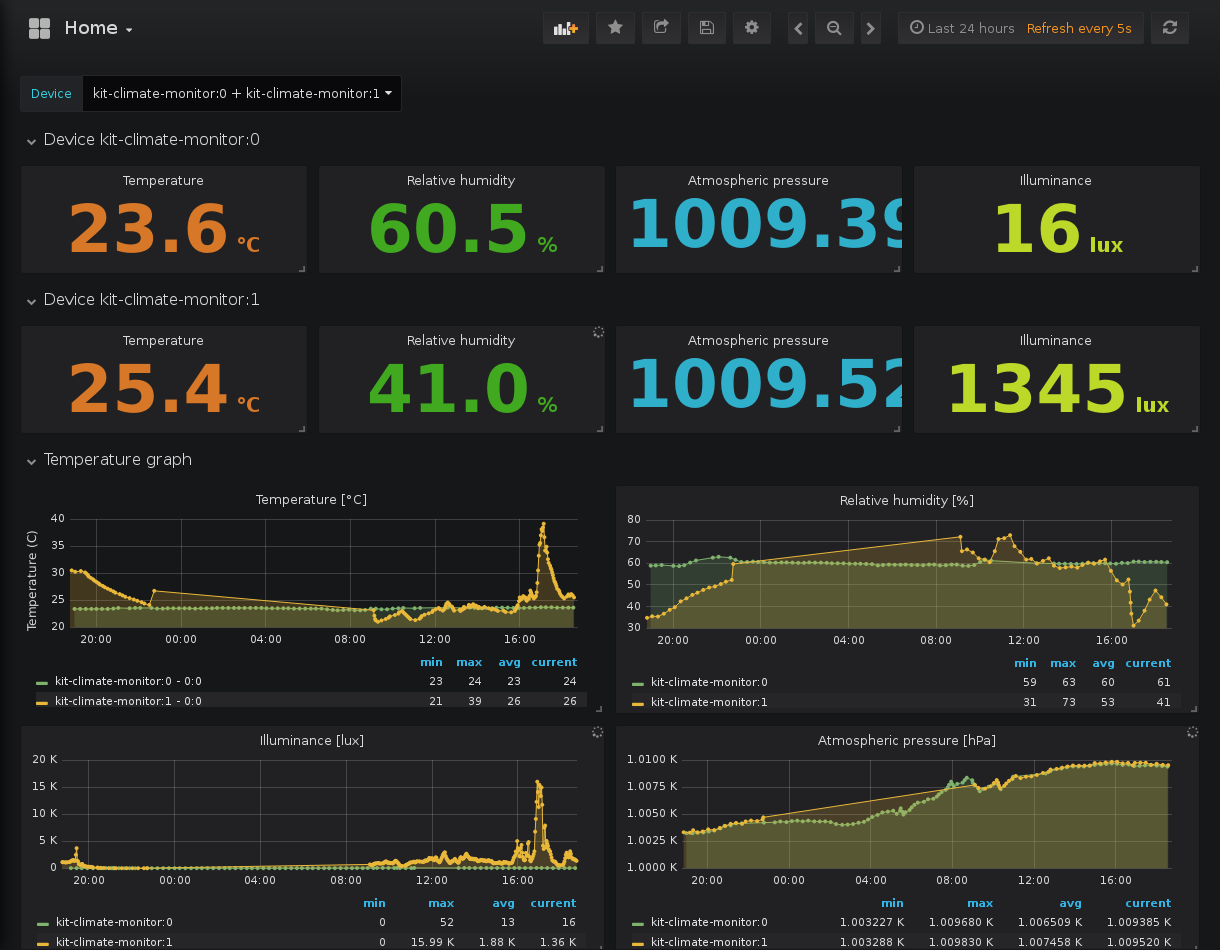 Home
Last 24 hours Refresh every 5s
Device kit-climate-monitor:0 + kit-climate-monitor:1
Device kit-climate-monitor:0
Temperature Relative humidity Atmospheric pressure Illuminance
23.6 °C 60.5 % 1009.39 16 lux
Device kit-climate-monitor:1
Temperature Relative humidity Atmospheric pressure Illuminance
25.4 °C 41.0 % 1009.52 1345 lux
Temperature graph
Temperature [°C]
Temperature (C)
40
35
30
25
20
20:00 00:00 04:00 08:00 12:00 16:00
min max avg current
kit-climate-monitor:0 - 0:0 23 24 23 24
kit-climate-monitor:1 - 0:0 21 39 26 26
Relative humidity [%]
80
70
60
50
40
30
20:00 00:00 04:00 08:00 12:00 16:00
min max avg current
kit-climate-monitor:0 59 63 60 61
kit-climate-monitor:1 31 73 53 41
Illuminance [lux]
20 K
15 K
10 K
5 K
0
20:00 00:00 04:00 08:00 12:00 16:00
min max avg current
kit-climate-monitor:0 0 52 13 16
kit-climate-monitor:1 0 15.99 K 1.88 K 1.36 K
Atmospheric pressure [hPa]
1.0100 K
1.0075 K
1.0050 K
1.0025 K
1.0000 K
20:00 00:00 04:00 08:00 12:00 16:00
min max avg current
kit-climate-monitor:0 1.003227 K 1.009680 K 1.006509 K 1.009385 K
kit-climate-monitor:1 1.003288 K 1.009830 K 1.007458 K 1.009520 K